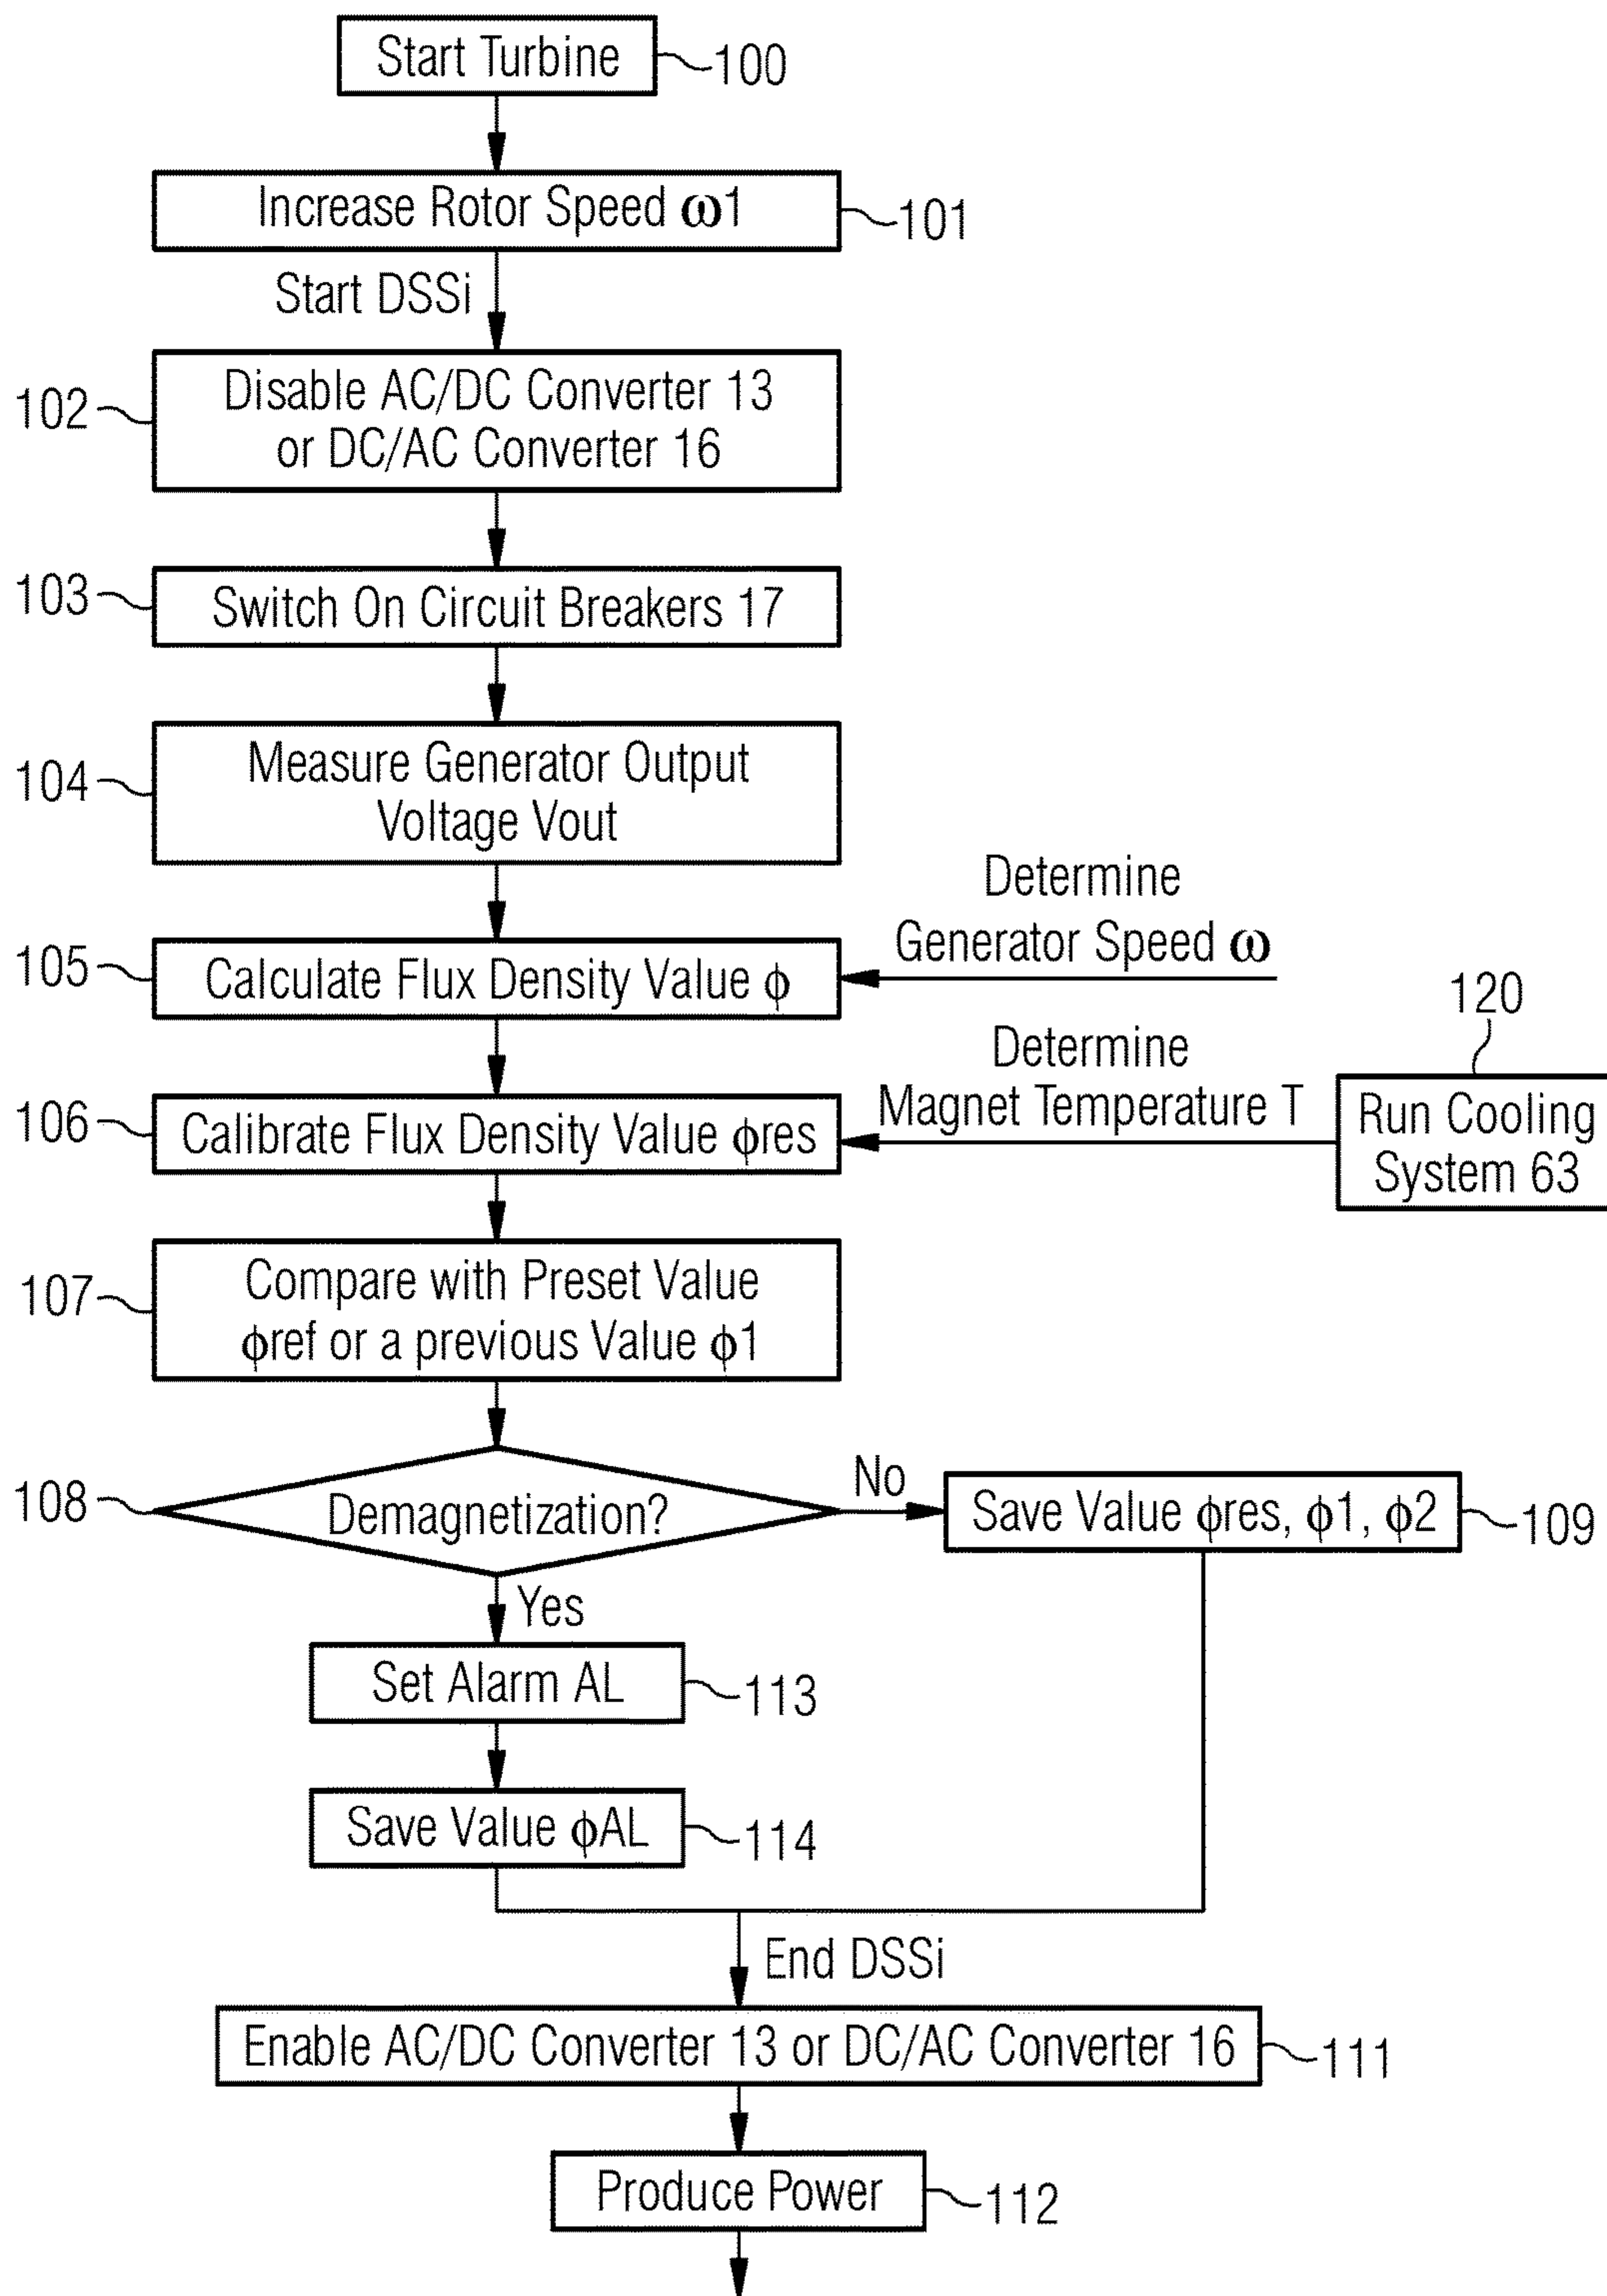 Start Turbine
100
Increase Rotor Speed ω1
101
Start DSSi
102
Disable AC/DC Converter 13
or DC/AC Converter 16
103
Switch On Circuit Breakers 17
104
Measure Generator Output
Voltage Vout
Determine
Generator Speed ω
105
Calculate Flux Density Value ϕ
120
Determine
Magnet Temperature T
106
Calibrate Flux Density Value ϕres
Run Cooling
System 63
107
Compare with Preset Value
ϕref or a previous Value ϕ1
108
Demagnetization?
No
Save Value ϕres, ϕ1, ϕ2
109
Yes
Set Alarm AL
113
Save Value ϕAL
114
End DSSi
Enable AC/DC Converter 13 or DC/AC Converter 16
111
Produce Power
112